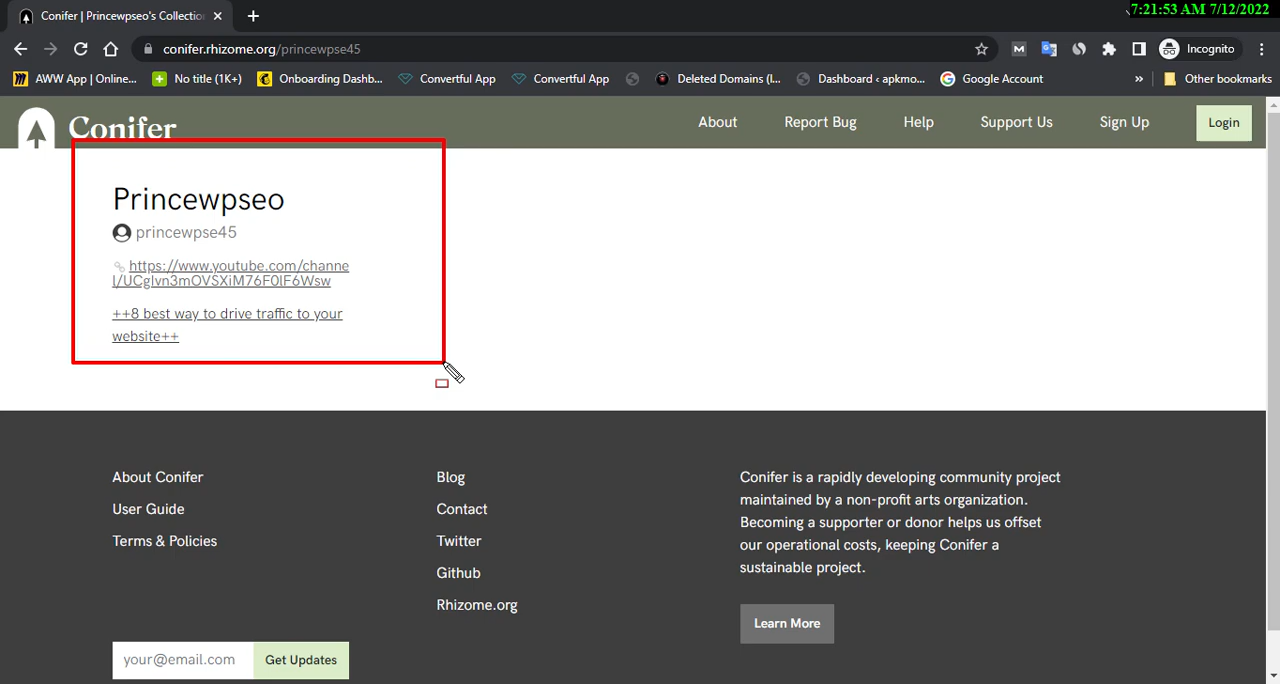 7:21:53 AM 7/12/2022
Conifer | Princewpseo's Collectio
conifer.rhizome.org/princewpse45
Incognito
AWW App | Online...
No title (1K+)
Onboarding Dashb...
Convertful App
Convertful App
Deleted Domains (I...
Dashboard ‹ apkmo...
Google Account
»
Other bookmarks
Conifer
About
Report Bug
Help
Support Us
Sign Up
Login
Princewpseo
princewpse45
https://www.youtube.com/channe
l/UCgIvn3mOVSXiM76F0lF6Wsw
++8 best way to drive traffic to your
website++
About Conifer
User Guide
Terms & Policies
Blog
Contact
Twitter
Github
Rhizome.org
Conifer is a rapidly developing community project
maintained by a non-profit arts organization.
Becoming a supporter or donor helps us offset
our operational costs, keeping Conifer a
sustainable project.
Learn More
your@email.com
Get Updates